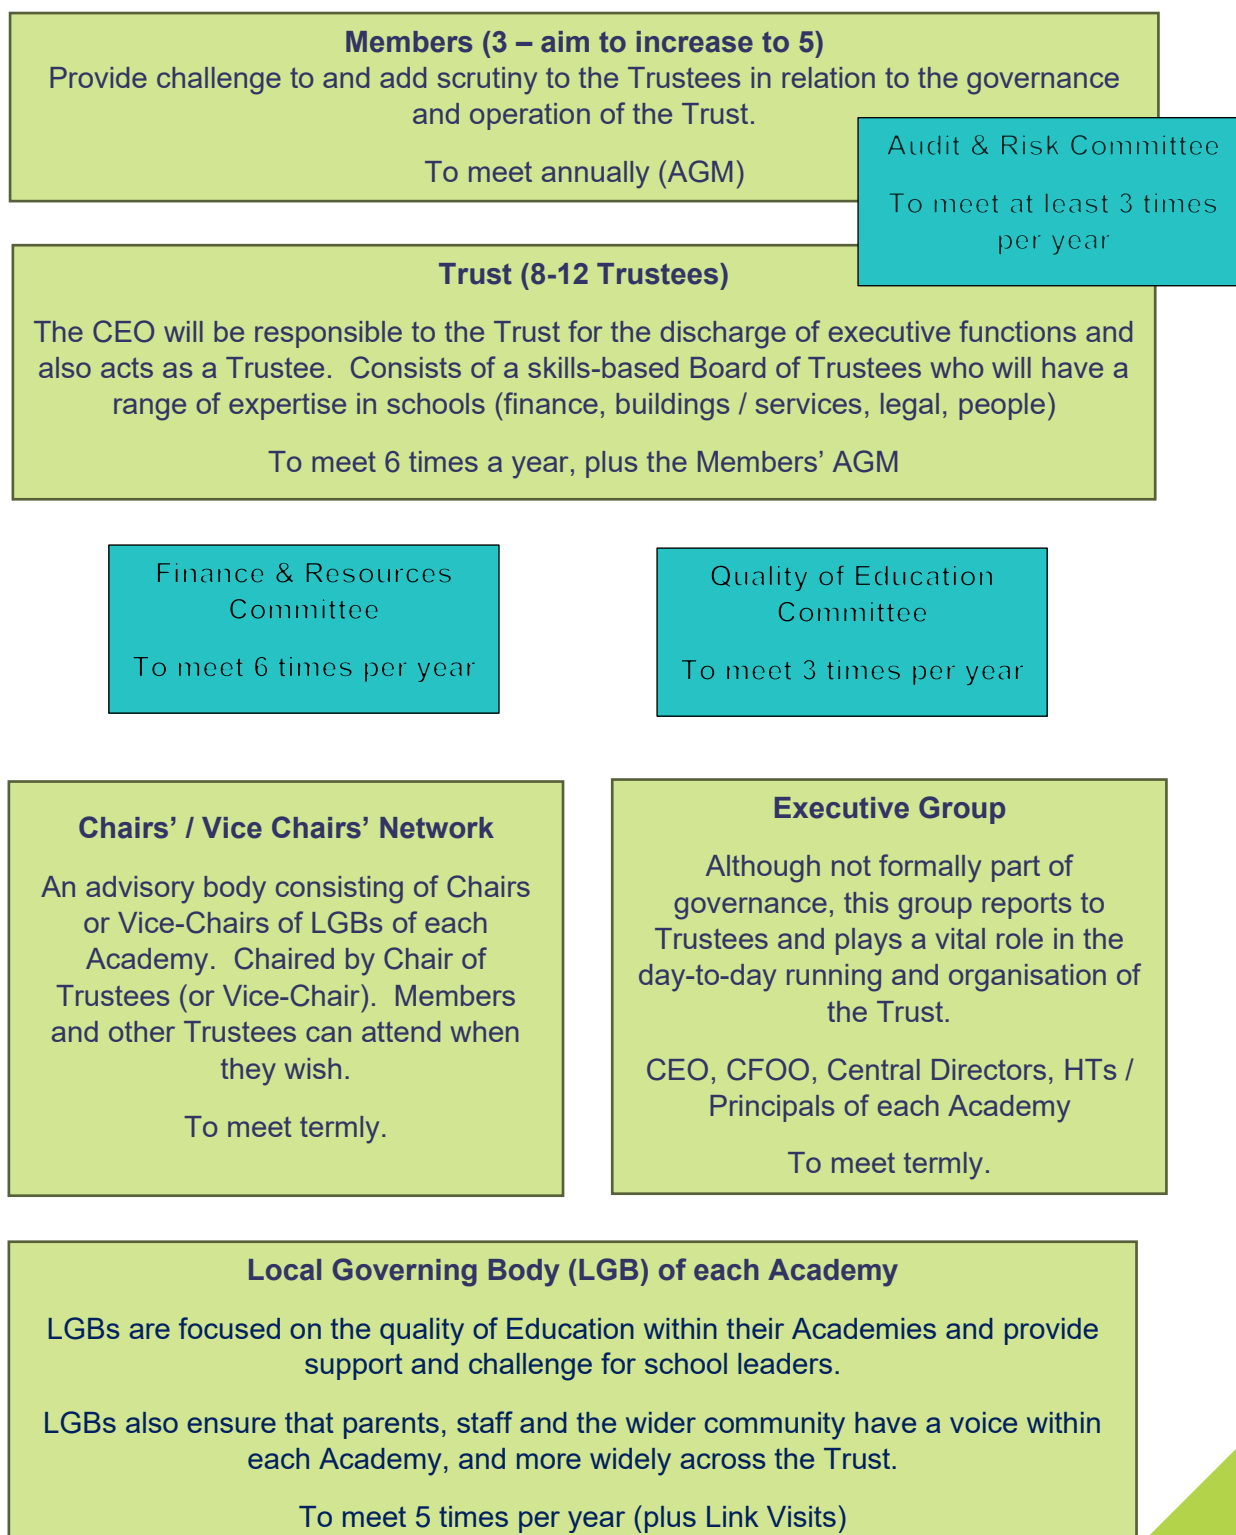 Members (3 – aim to increase to 5)
Provide challenge to and add scrutiny to the Trustees in relation to the governance
and operation of the Trust.
To meet annually (AGM)
Audit & Risk Committee
To meet at least 3 times
per year
Trust (8-12 Trustees)
The CEO will be responsible to the Trust for the discharge of executive functions and
also acts as a Trustee.  Consists of a skills-based Board of Trustees who will have a
range of expertise in schools (finance, buildings / services, legal, people)
To meet 6 times a year, plus the Members’ AGM
Finance & Resources
Committee
To meet 6 times per year
Quality of Education
Committee
To meet 3 times per year
Chairs’ / Vice Chairs’ Network
An advisory body consisting of Chairs
or Vice-Chairs of LGBs of each
Academy.  Chaired by Chair of
Trustees (or Vice-Chair).  Members
and other Trustees can attend when
they wish.
To meet termly.
Executive Group
Although not formally part of
governance, this group reports to
Trustees and plays a vital role in the
day-to-day running and organisation of
the Trust.
CEO, CFOO, Central Directors, HTs /
Principals of each Academy
To meet termly.
Local Governing Body (LGB) of each Academy
LGBs are focused on the quality of Education within their Academies and provide
support and challenge for school leaders.
LGBs also ensure that parents, staff and the wider community have a voice within
each Academy, and more widely across the Trust.
To meet 5 times per year (plus Link Visits)